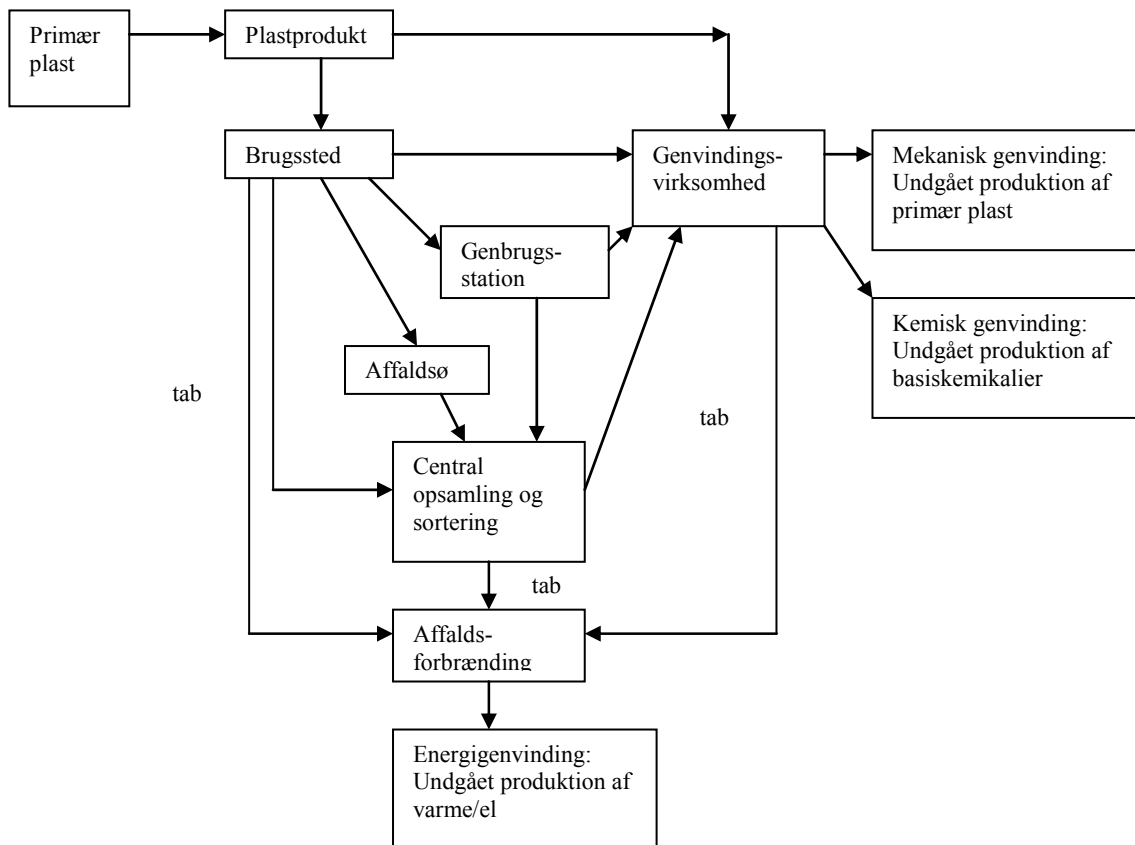 Primær
plast
Plastprodukt
Brugssted
Genvindings-
virksomhed
Mekanisk genvinding:
Undgået produktion af
primær plast
Genbrugs-
station
Kemisk genvinding:
Undgået produktion af
basiskemikalier
Affaldsø
tab
tab
Central
opsamling og
sortering
tab
Affalds-
forbrænding
Energigenvinding:
Undgået produktion af
varme/el